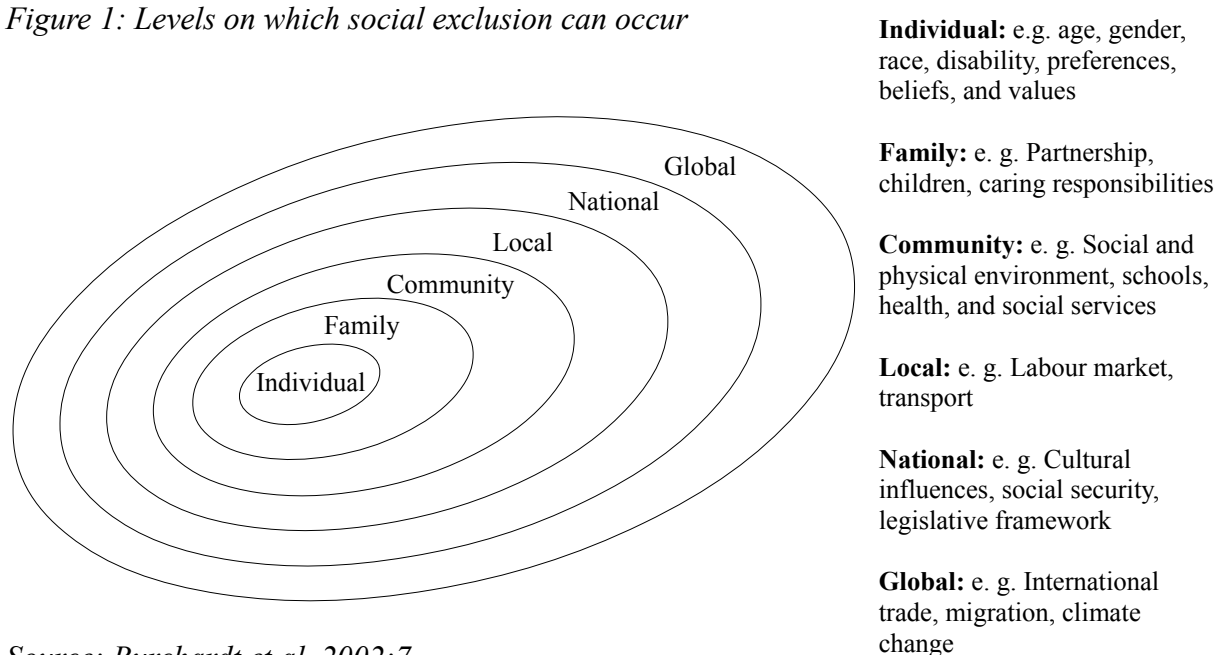 Figure 1: Levels on which social exclusion can occur
Global
National
Local
Community
Family
Individual
Individual: e.g. age, gender,
race, disability, preferences,
beliefs, and values
Family: e. g. Partnership,
children, caring responsibilities
Community: e. g. Social and
physical environment, schools,
health, and social services
Local: e. g. Labour market,
transport
National: e. g. Cultural
influences, social security,
legislative framework
Global: e. g. International
trade, migration, climate
change
Source: Burchardt et al. 2002:7